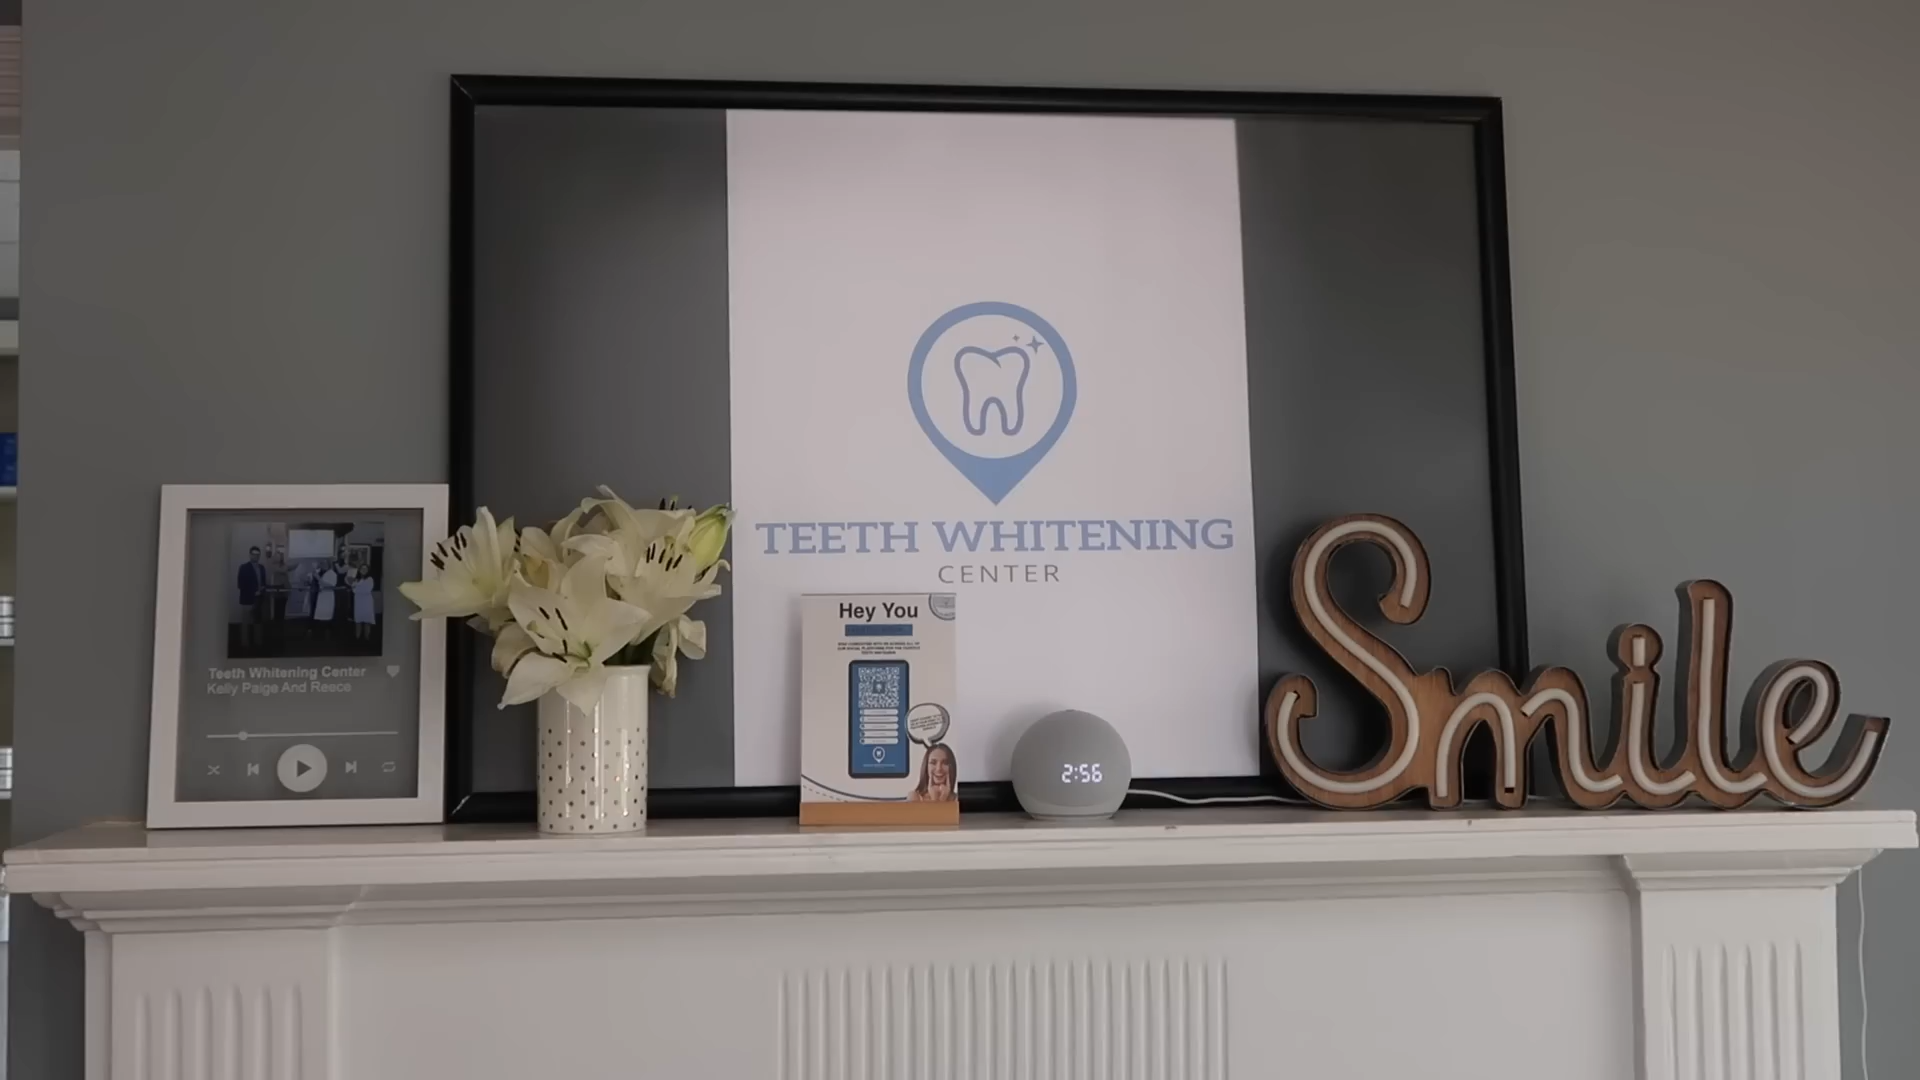 TEETH WHITENING
CENTER
Hey You
Teeth Whitening Center
Kelly Paige And Reece
2:56
Smile